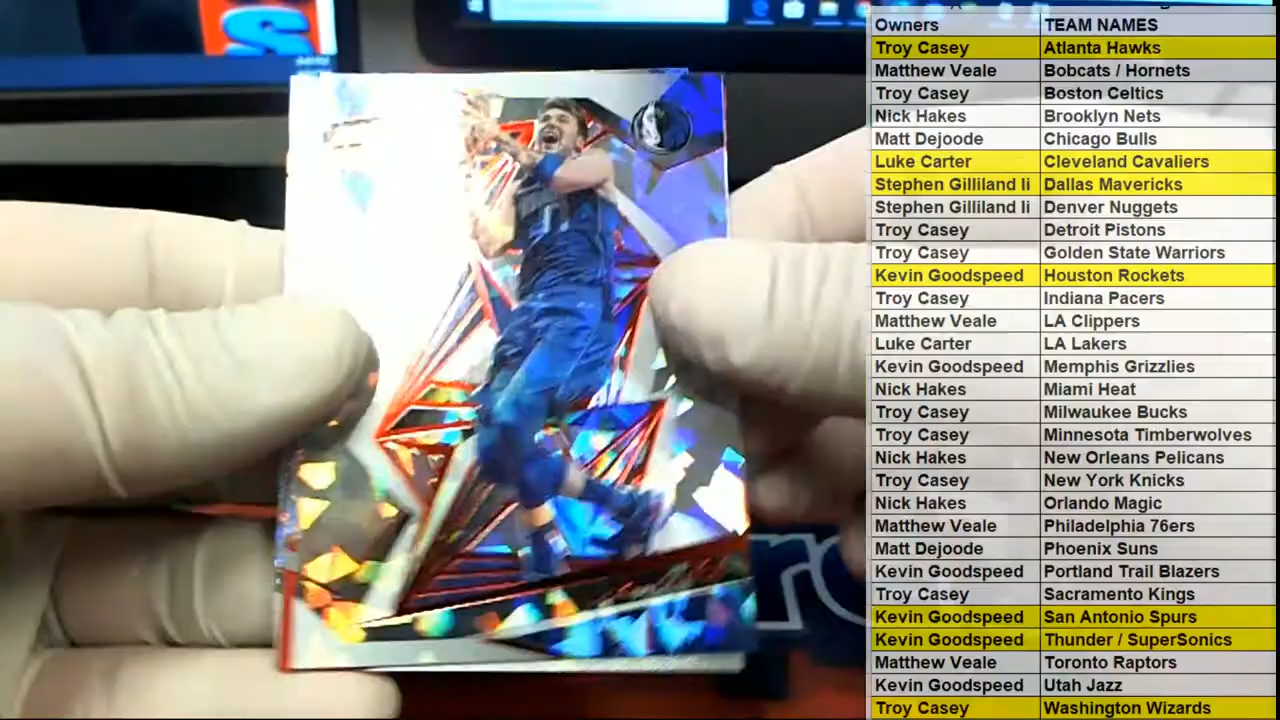 Owners TEAM NAMES
Troy Casey Atlanta Hawks
Matthew Veale Bobcats / Hornets
Troy Casey Boston Celtics
Nick Hakes Brooklyn Nets
Matt Dejoode Chicago Bulls
Luke Carter Cleveland Cavaliers
Stephen Gilliland Ii Dallas Mavericks
Stephen Gilliland Ii Denver Nuggets
Troy Casey Detroit Pistons
Troy Casey Golden State Warriors
Kevin Goodspeed Houston Rockets
Troy Casey Indiana Pacers
Matthew Veale LA Clippers
Luke Carter LA Lakers
Kevin Goodspeed Memphis Grizzlies
Nick Hakes Miami Heat
Troy Casey Milwaukee Bucks
Troy Casey Minnesota Timberwolves
Nick Hakes New Orleans Pelicans
Troy Casey New York Knicks
Nick Hakes Orlando Magic
Matthew Veale Philadelphia 76ers
Matt Dejoode Phoenix Suns
Kevin Goodspeed Portland Trail Blazers
Troy Casey Sacramento Kings
Kevin Goodspeed San Antonio Spurs
Kevin Goodspeed Thunder / SuperSonics
Matthew Veale Toronto Raptors
Kevin Goodspeed Utah Jazz
Troy Casey Washington Wizards